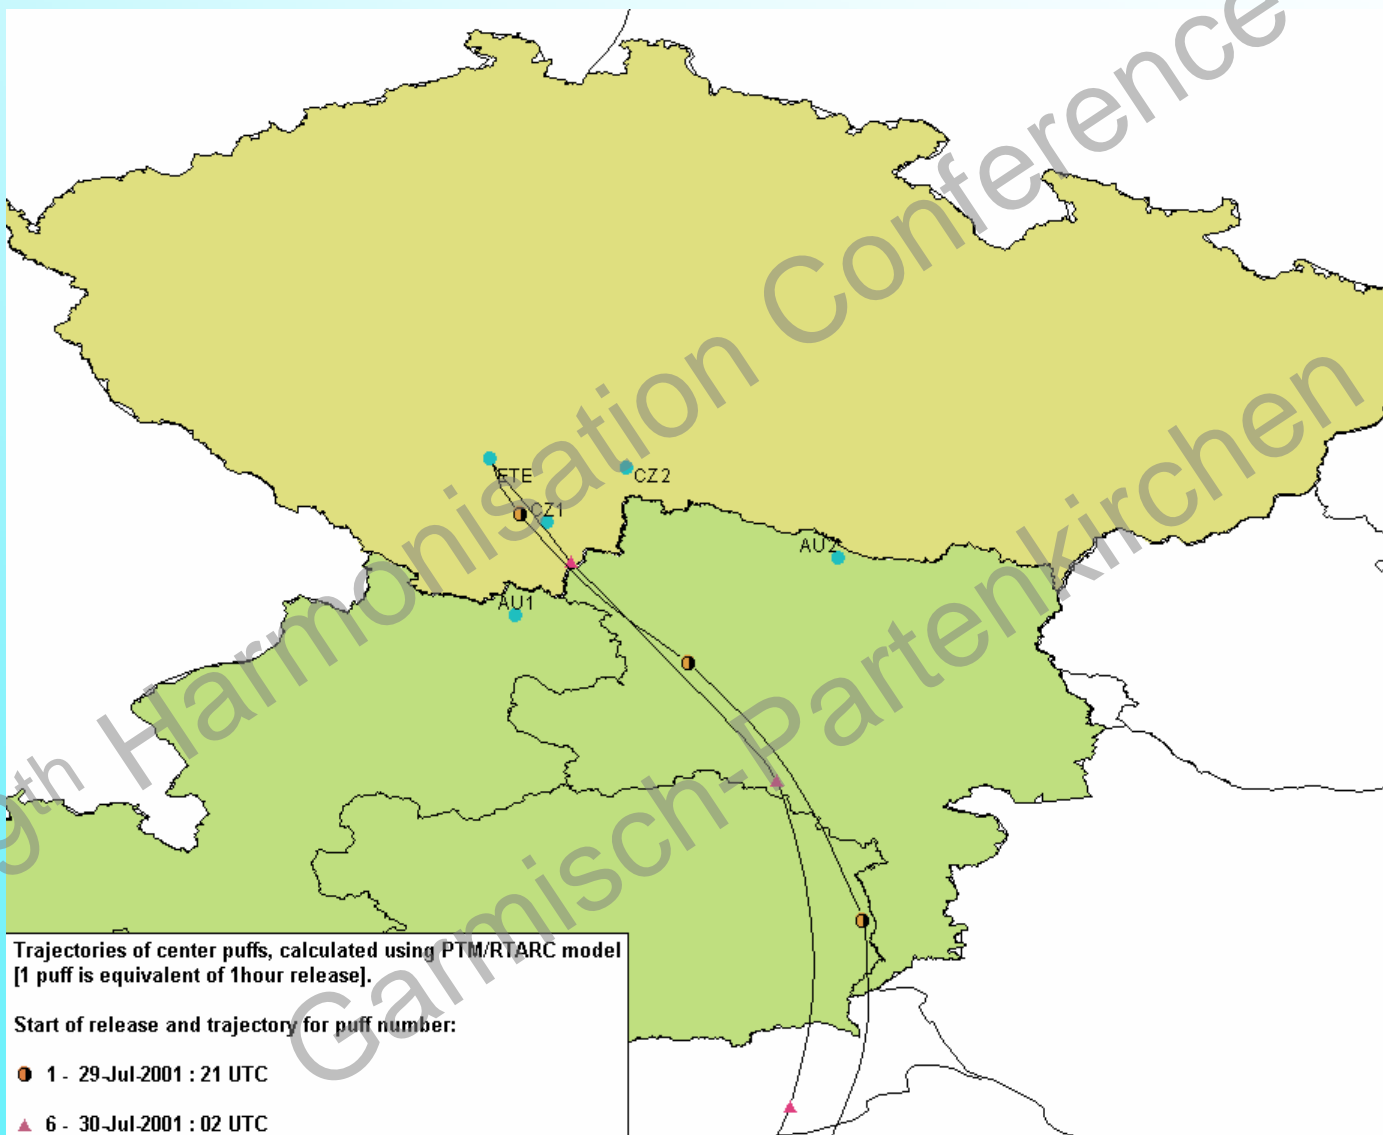 ETE
CZ2
CZ1
AU2
AU1
9th Harmonisation Conference
Garmisch-Partenkirchen
Trajectories of center puffs, calculated using PTM/RTARC model
[1 puff is equivalent of 1hour release].
Start of release and trajectory for puff number:
1 - 29-Jul-2001 : 21 UTC
6 - 30-Jul-2001 : 02 UTC